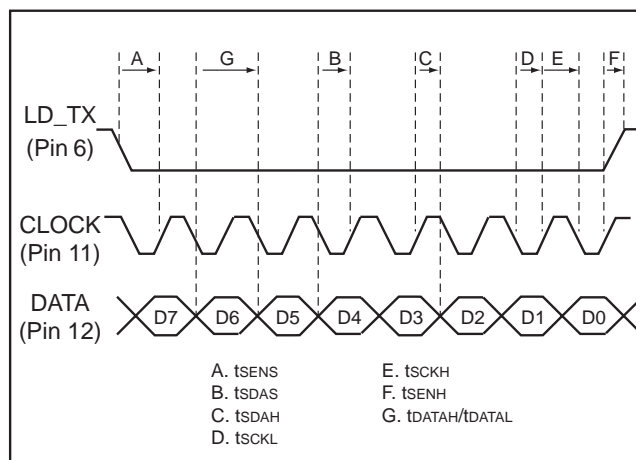 A G B C D E F
LD_TX
(Pin 6)
CLOCK
(Pin 11)
DATA
(Pin 12)
D7 D6 D5 D4 D3 D2 D1 D0
A. tSENS
B. tSDAS
C. tSDAH
D. tSCKL
E. tSCKH
F. tSENH
G. tDATAH/tDATAL